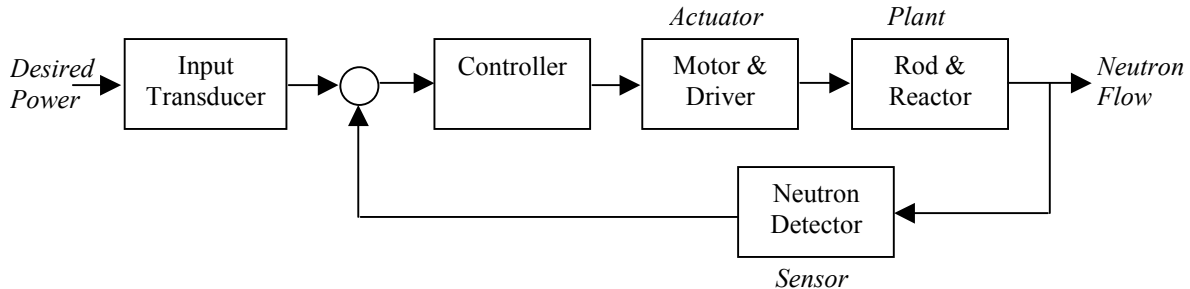 Actuator
Plant
Desired
Power
Input
Transducer
Controller
Motor &
Driver
Rod &
Reactor
Neutron
Flow
Neutron
Detector
Sensor